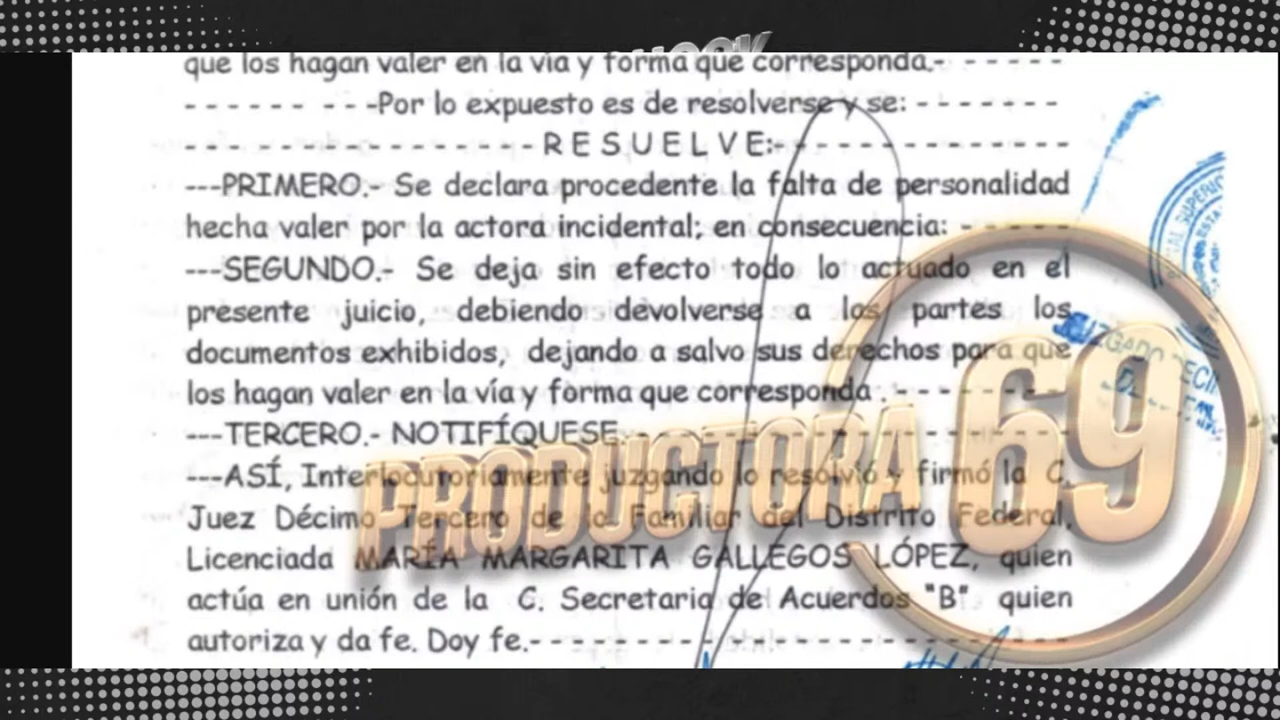 que los hagan valer en la vía y forma que corresponda.- - - - - -
- - - - - - - - -Por lo expuesto es de resolverse y se: - - - - - - -
- - - - - - - - - - - - - - - - R E S U E L V E:- - - - - - - - - - - - - -
---PRIMERO.- Se declara procedente la falta de personalidad
hecha valer por la actora incidental; en consecuencia: - - - - - -
---SEGUNDO.- Se deja sin efecto todo lo actuado en el
presente juicio, debiendo devolverse a las partes los
documentos exhibidos, dejando a salvo sus derechos para que
los hagan valer en la vía y forma que corresponda . - - - - - - - -
---TERCERO.- NOTIFÍQUESE
---ASÍ, Interlocutoriamente juzgando lo resolvió y firmó la C.
Juez Décimo Tercero de lo Familiar del Distrito Federal,
Licenciada MARÍA MARGARITA GALLEGOS LÓPEZ, quien
actúa en unión de la C. Secretaria de Acuerdos "B" quien
autoriza y da fe. Doy fe.- - - - - - - - - - - - - - - - - - - - - - - -
PRODUCTORA 69
JUZGADO